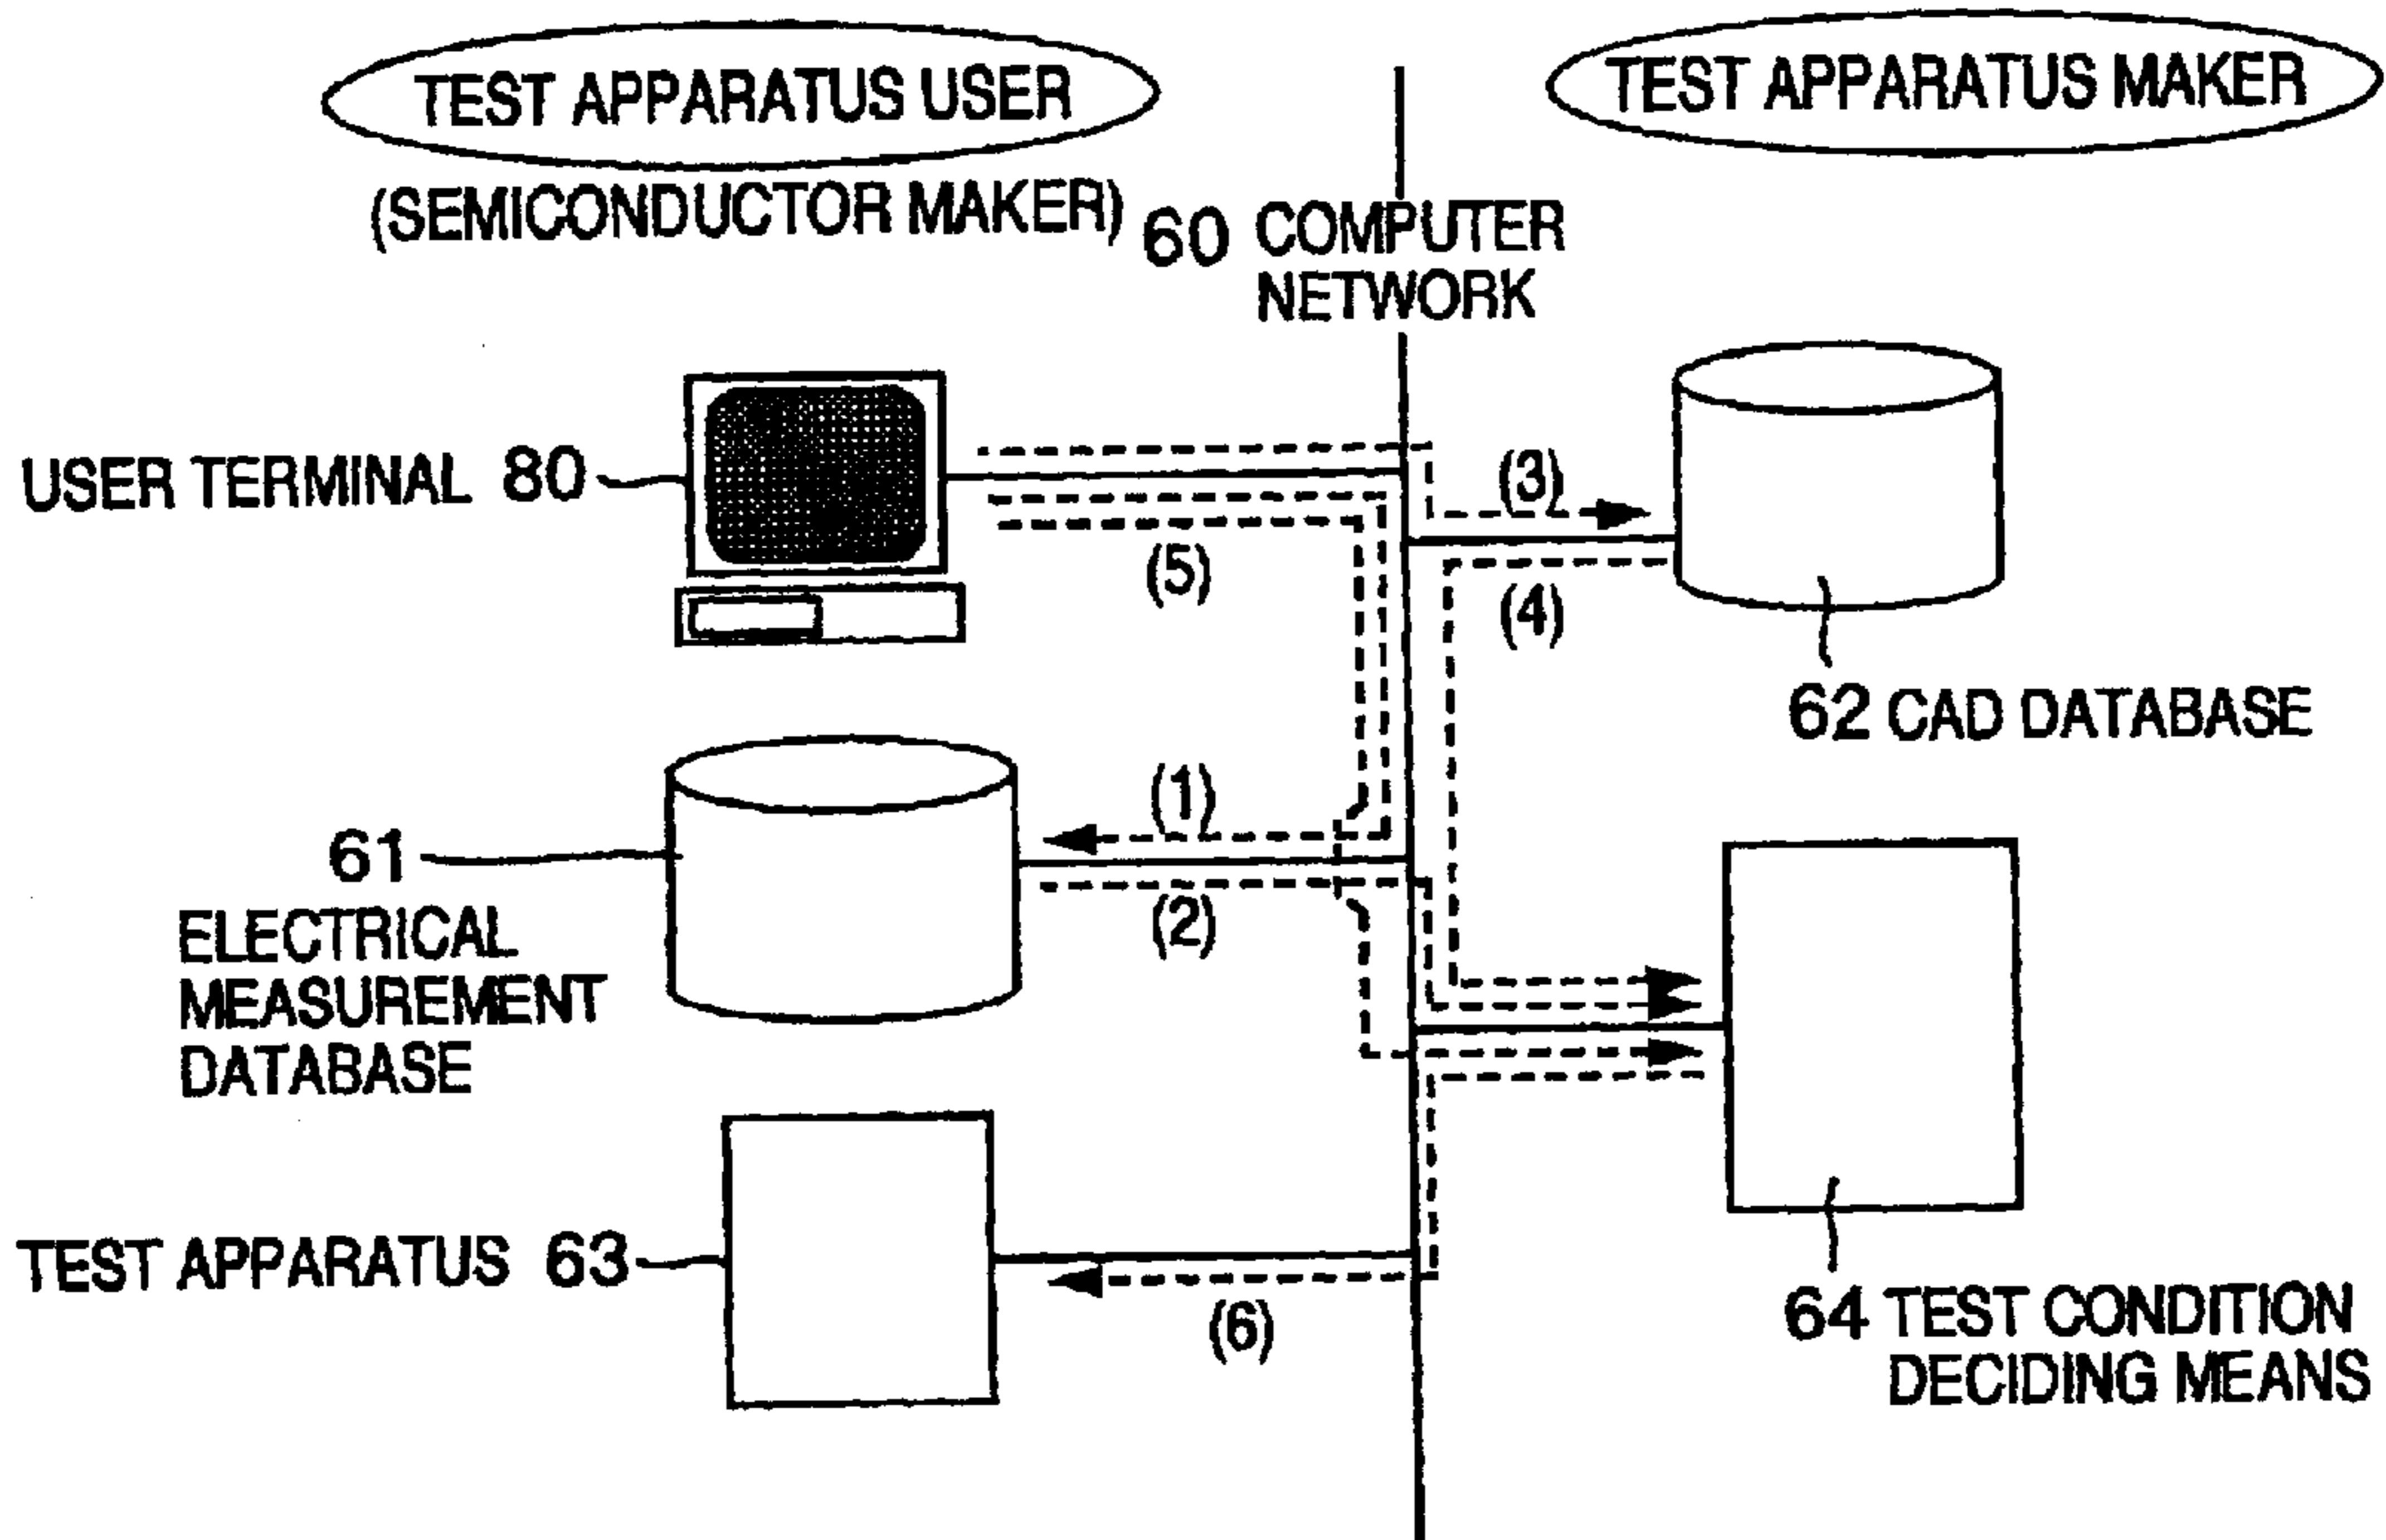 TEST APPARATUS USER
(SEMICONDUCTOR MAKER)
TEST APPARATUS MAKER
60 COMPUTER
NETWORK
USER TERMINAL 80
(3)
(5)
(4)
62 CAD DATABASE
(1)
61
(2)
ELECTRICAL
MEASUREMENT
DATABASE
TEST APPARATUS 63
(6)
64 TEST CONDITION
DECIDING MEANS